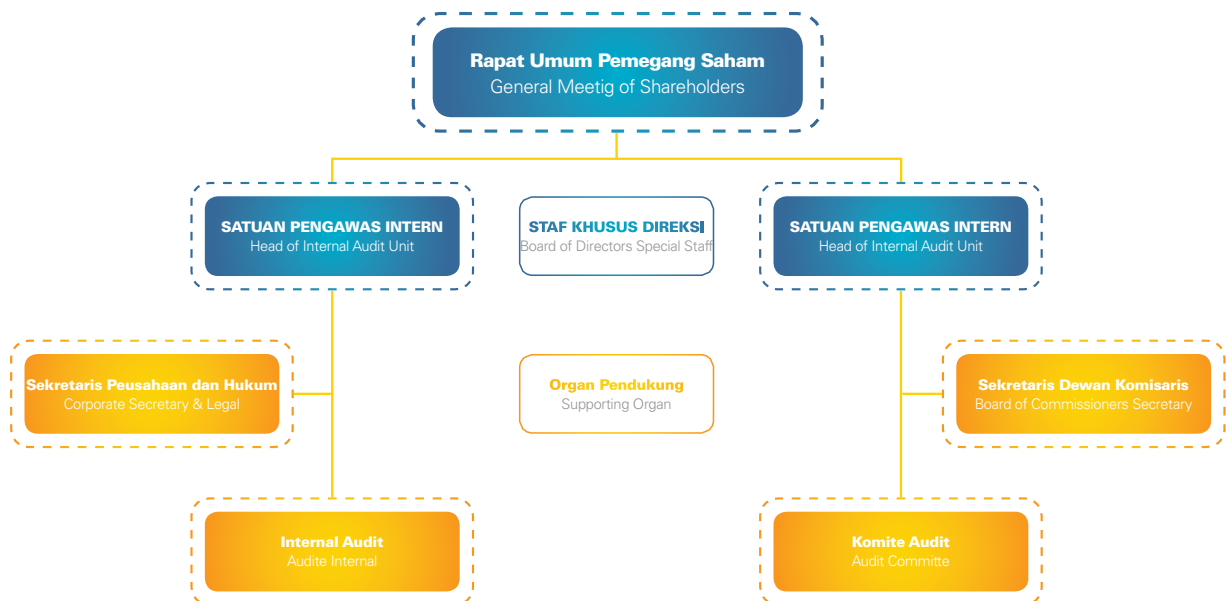 Rapat Umum Pemegang Saham
General Meetig of Shareholders
SATUAN PENGAWAS INTERN
Head of Internal Audit Unit
STAF KHUSUS DIREKSI
Board of Directors Special Staff
SATUAN PENGAWAS INTERN
Head of Internal Audit Unit
Sekretaris Peusahaan dan Hukum
Corporate Secretary & Legal
Organ Pendukung
Supporting Organ
Sekretaris Dewan Komisaris
Board of Commissioners Secretary
Internal Audit
Audite Internal
Komite Audit
Audit Committe